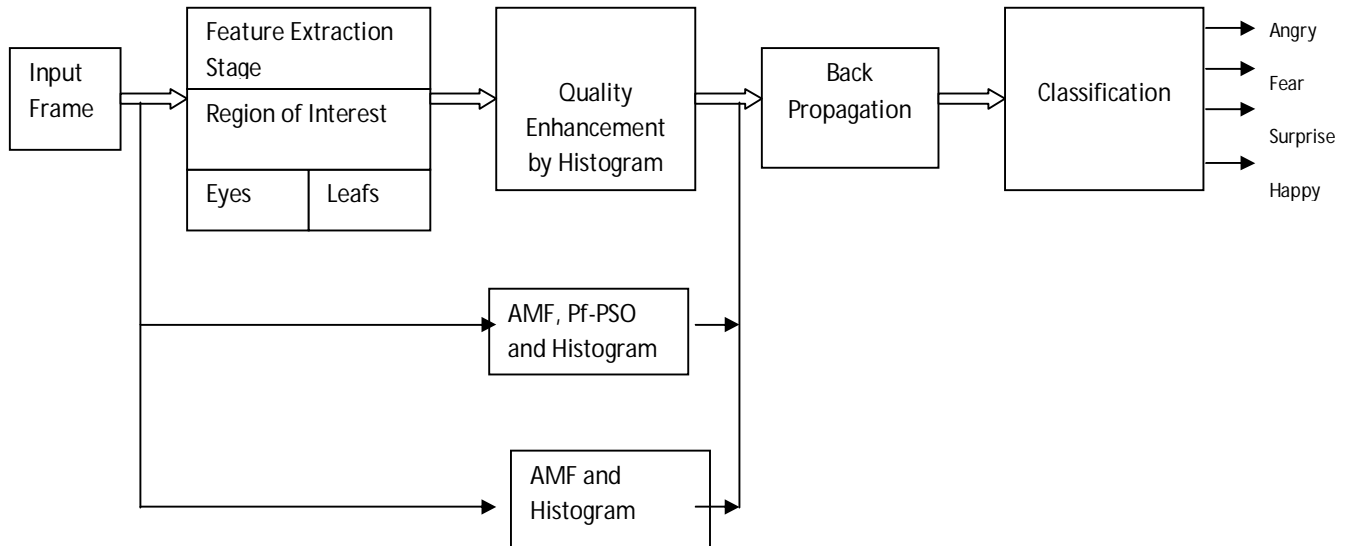 Input
Frame
Feature Extraction
Stage
Region of Interest
Eyes
Leafs
Quality
Enhancement
by Histogram
Back
Propagation
Classification
Angry
Fear
Surprise
Happy
AMF, Pf-PSO
and Histogram
AMF and
Histogram